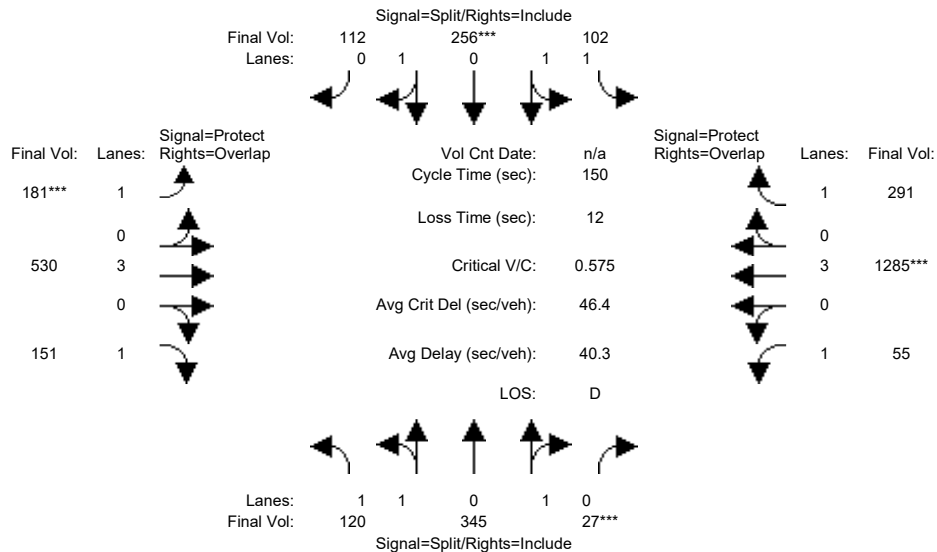 Signal=Split/Rights=Include
Final Vol: 112 256*** 102
Lanes: 0 1 0 1 1
Signal=Protect
Final Vol: Lanes: Rights=Overlap
Vol Cnt Date: n/a
Signal=Protect
Rights=Overlap Lanes: Final Vol:
Cycle Time (sec): 150
181*** 1
1 291
Loss Time (sec): 12
0
0
530 3
Critical V/C: 0.575
3 1285***
0
Avg Crit Del (sec/veh): 46.4
0
151 1
Avg Delay (sec/veh): 40.3
1 55
LOS: D
Lanes: 1 1 0 1 0
Final Vol: 120 345 27***
Signal=Split/Rights=Include